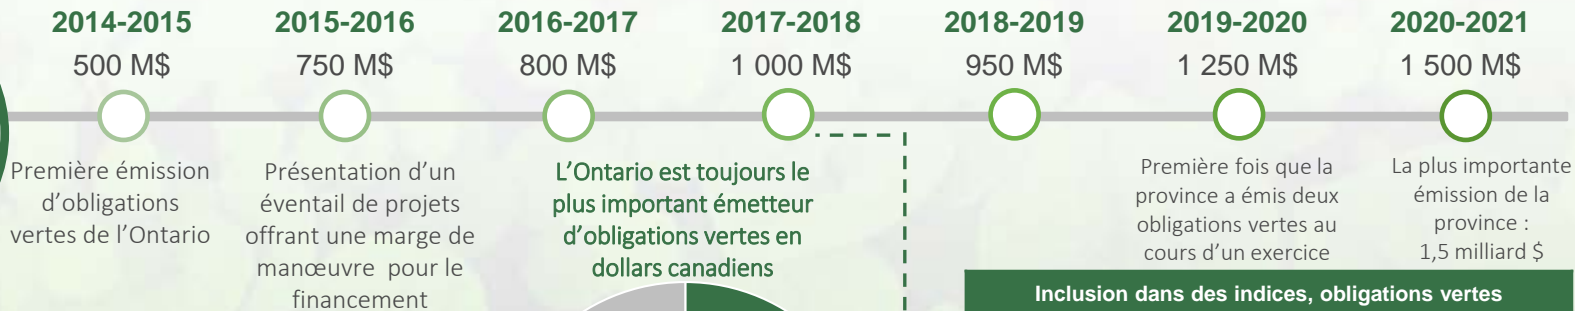 2014-2015
500 M$
Première émission
d’obligations
vertes de l’Ontario
2015-2016
750 M$
Présentation d’un
éventail de projets
offrant une marge de
manœuvre pour le
financement
2016-2017
800 M$
2017-2018
1 000 M$
L’Ontario est toujours le
plus important émetteur
d’obligations vertes en
dollars canadiens
2018-2019
950 M$
2019-2020
1 250 M$
Première fois que la
province a émis deux
obligations vertes au
cours d’un exercice
2020-2021
1 500 M$
La plus importante
émission de la
province :
1,5 milliard $
Inclusion dans des indices, obligations vertes